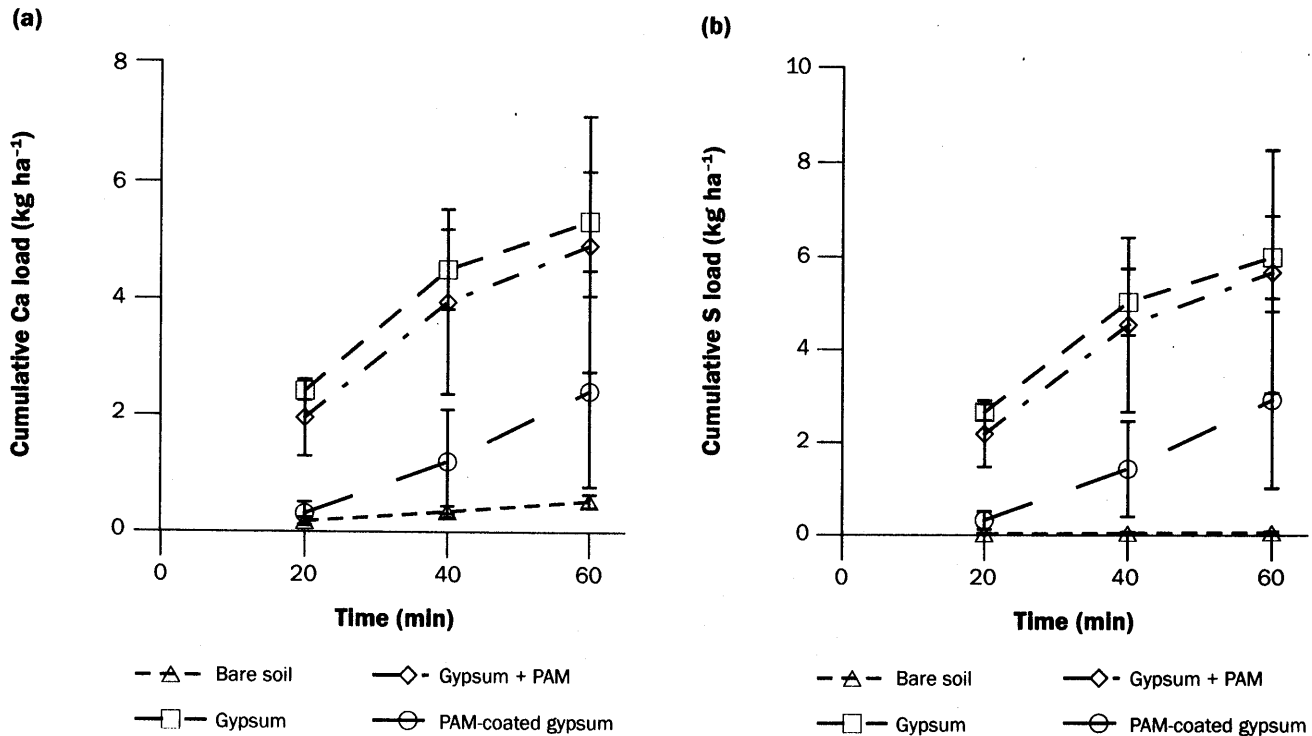 (a)
8
6
4
2
0
Cumulative Ca load (kg ha⁻¹)
0 20 40 60
Time (min)
Bare soil
Gypsum + PAM
Gypsum
PAM-coated gypsum
(b)
10
8
6
4
2
0
Cumulative S load (kg ha⁻¹)
0 20 40 60
Time (min)
Bare soil
Gypsum + PAM
Gypsum
PAM-coated gypsum